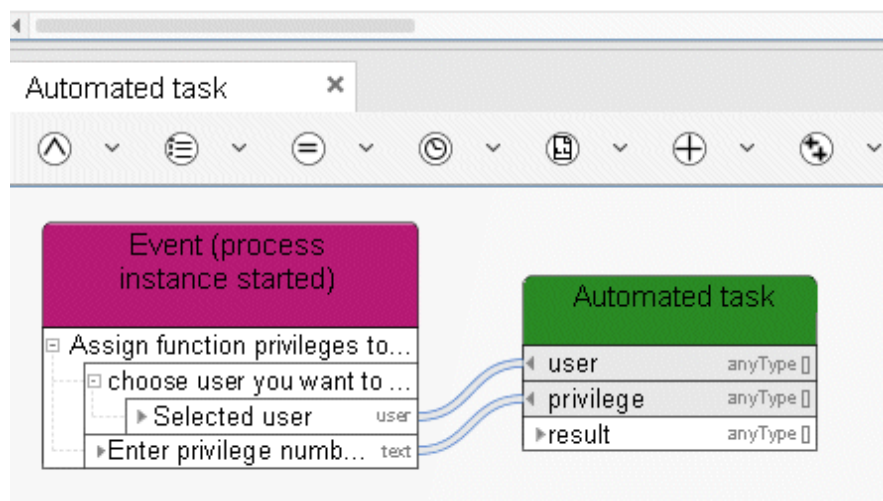 Automated task
Event (process
instance started)
Assign function privileges to...
choose user you want to ...
Selected user user
Enter privilege numb... text
Automated task
user anyType []
privilege anyType []
result anyType []